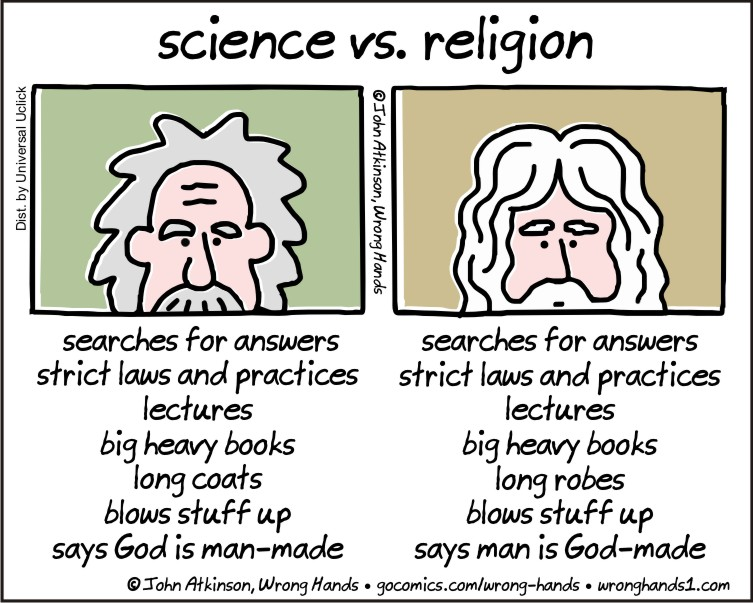 science vs. religion
Dist. by Universal Uclick
©John Atkinson, Wrong Hands
searches for answers
strict laws and practices
lectures
big heavy books
long coats
blows stuff up
says God is man-made
searches for answers
strict laws and practices
lectures
big heavy books
long robes
blows stuff up
says man is God-made
© John Atkinson, Wrong Hands • gocomics.com/wrong-hands • wronghands1.com